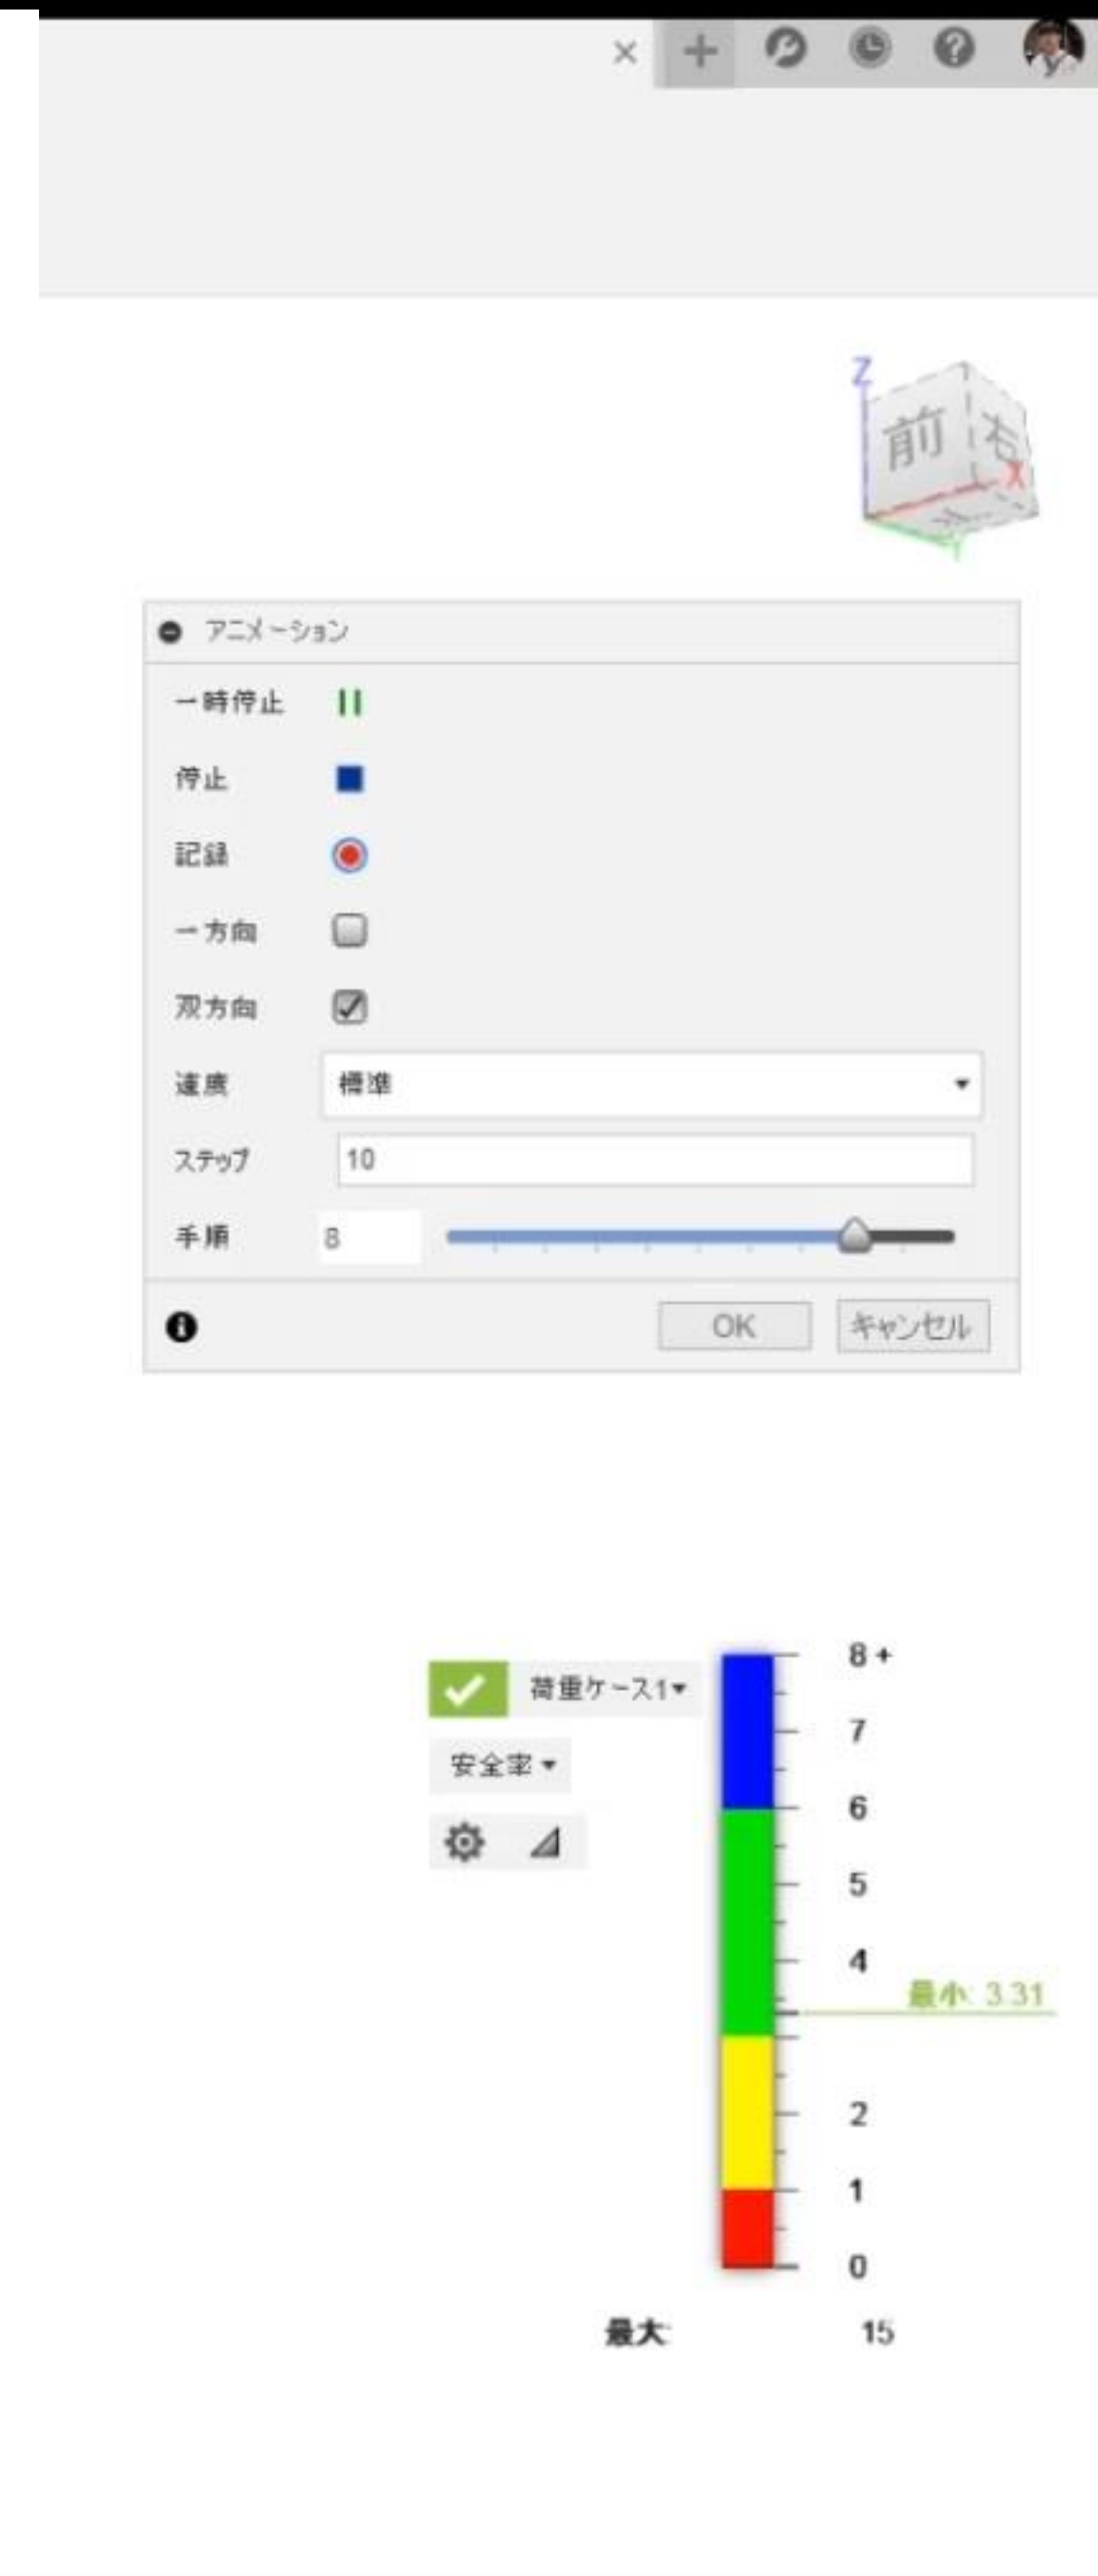 Z
前
右
X
Y
アニメーション
一時停止
停止
記録
一方向
双方向
速度 標準
ステップ 10
手順 8
OK キャンセル
8 +
荷重ケース1
7
安全率
6
5
4
最小: 3.31
2
1
0
最大: 15